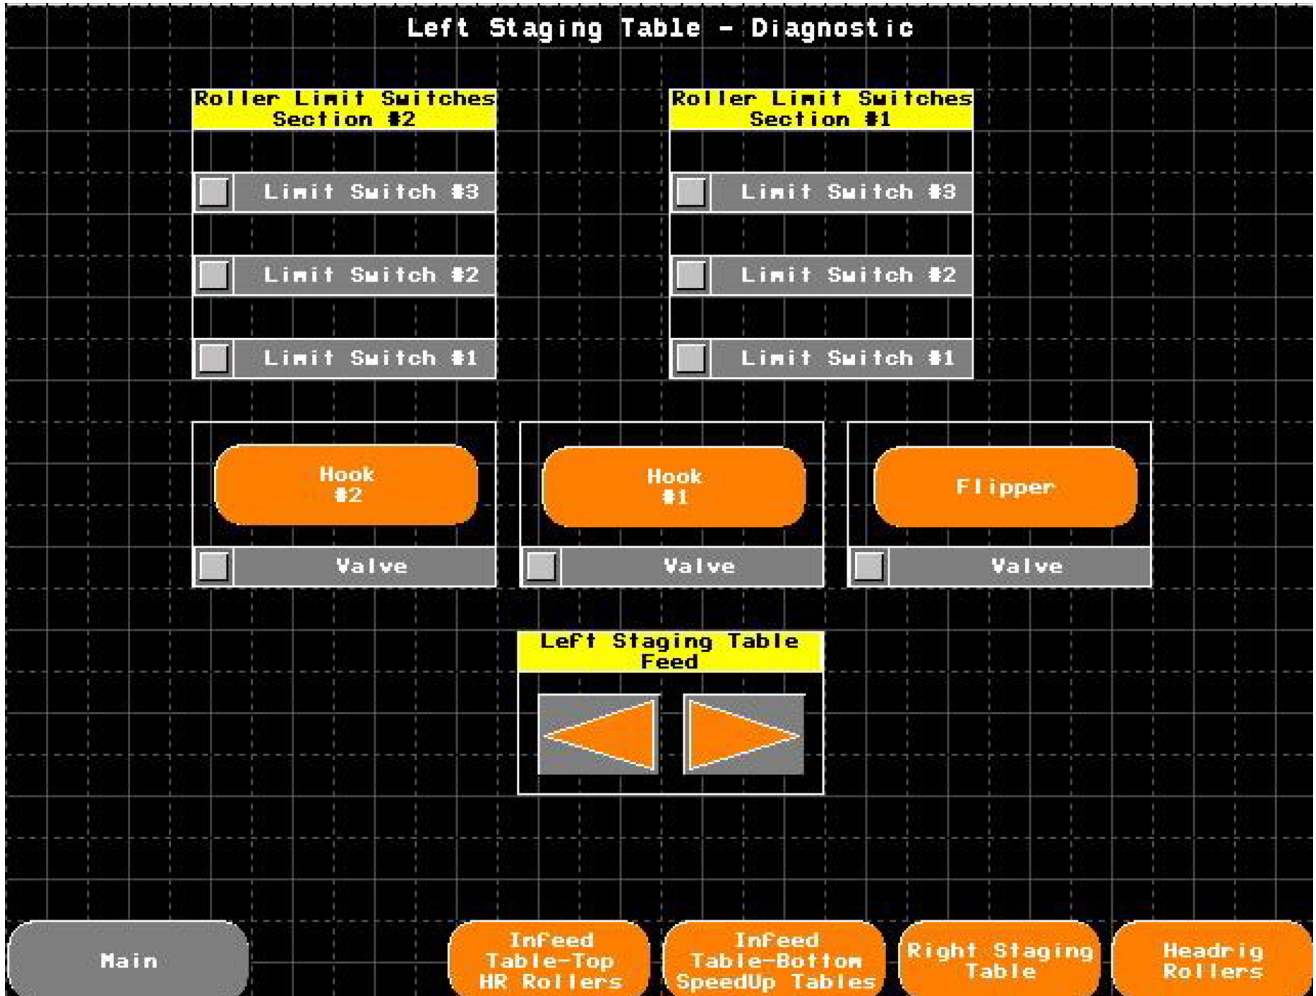 Left Staging Table - Diagnostic
Roller Limit Switches
Section #2
Limit Switch #3
Limit Switch #2
Limit Switch #1
Roller Limit Switches
Section #1
Limit Switch #3
Limit Switch #2
Limit Switch #1
Hook
#2
Valve
Hook
#1
Valve
Flipper
Valve
Left Staging Table
Feed
Main
Infeed
Table-Top
HR Rollers
Infeed
Table-Bottom
SpeedUp Tables
Right Staging
Table
Headrig
Rollers